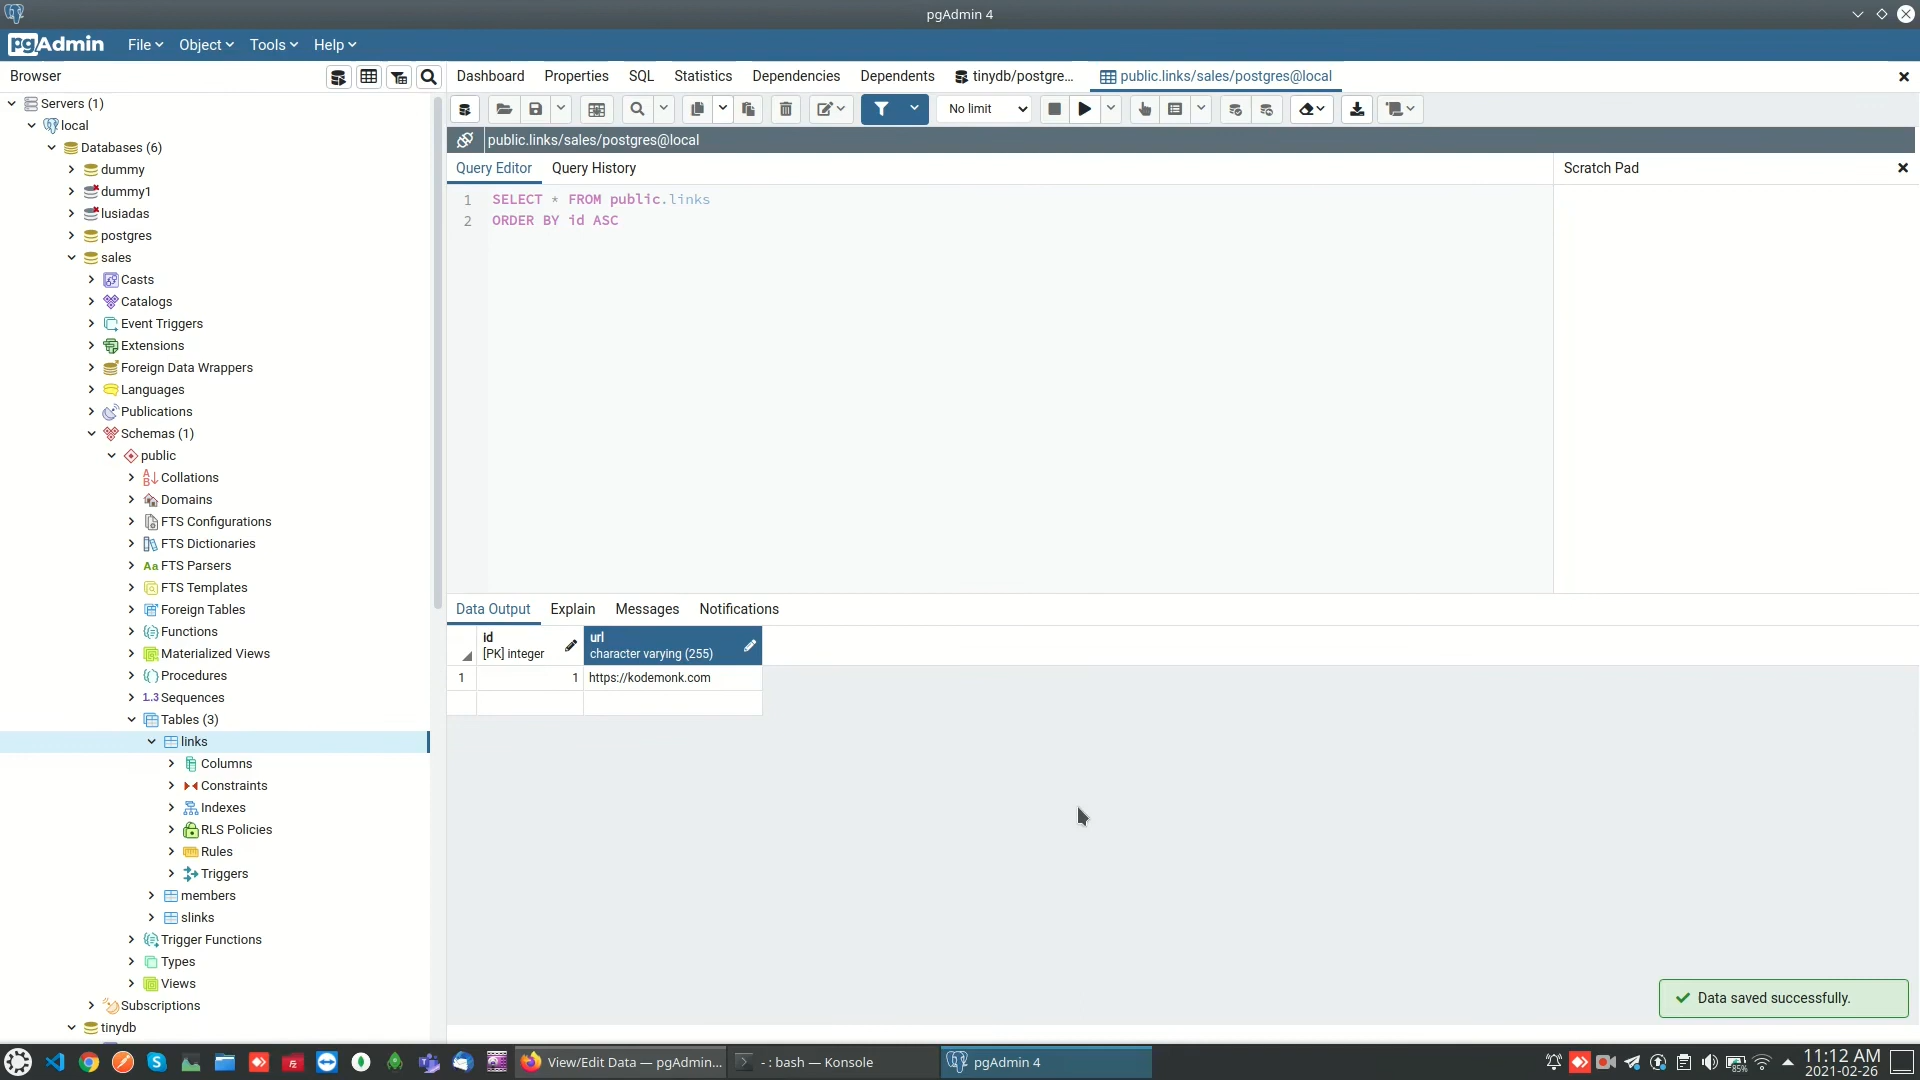 pgAdmin 4
pgAdmin
File
Object
Tools
Help
Browser
Dashboard
Properties
SQL
Statistics
Dependencies
Dependents
tinydb/postgre...
public.links/sales/postgres@local
No limit
public.links/sales/postgres@local
Query Editor
Query History
Scratch Pad
1 SELECT * FROM public.links
2 ORDER BY id ASC
Servers (1)
local
Databases (6)
dummy
dummy1
lusiadas
postgres
sales
Casts
Catalogs
Event Triggers
Extensions
Foreign Data Wrappers
Languages
Publications
Schemas (1)
public
Collations
Domains
FTS Configurations
FTS Dictionaries
Aa FTS Parsers
FTS Templates
Foreign Tables
Functions
Materialized Views
Procedures
1..3 Sequences
Tables (3)
links
Columns
Constraints
Indexes
RLS Policies
Rules
Triggers
members
slinks
Trigger Functions
Types
Views
Subscriptions
tinydb
Data Output
Explain
Messages
Notifications
id
[PK] integer
url
character varying (255)
1 1 https://kodemonk.com
Data saved successfully.
View/Edit Data — pgAdmin...
- : bash — Konsole
pgAdmin 4
85%
11:12 AM
2021-02-26